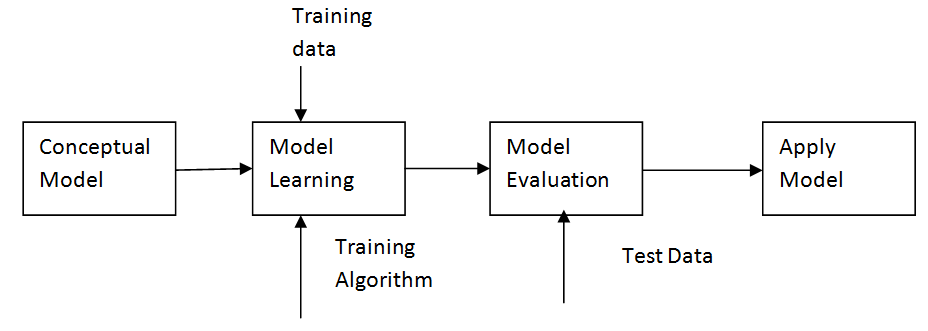 Training
data
Conceptual
Model
Model
Learning
Model
Evaluation
Apply
Model
Training
Algorithm
Test Data